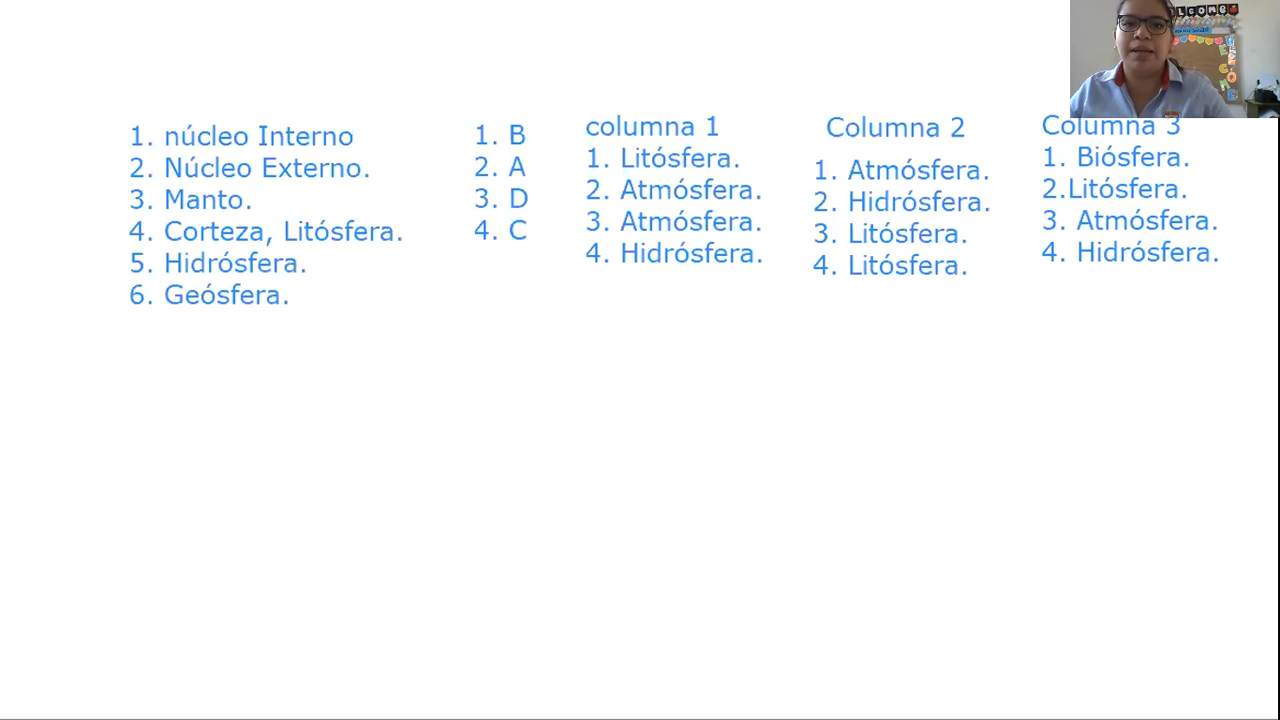 1. núcleo Interno
2. Núcleo Externo.
3. Manto.
4. Corteza, Litósfera.
5. Hidrósfera.
6. Geósfera.
1. B
2. A
3. D
4. C
columna 1
1. Litósfera.
2. Atmósfera.
3. Atmósfera.
4. Hidrósfera.
Columna 2
1. Atmósfera.
2. Hidrósfera.
3. Litósfera.
4. Litósfera.
Columna 3
1. Biósfera.
2.Litósfera.
3. Atmósfera.
4. Hidrósfera.